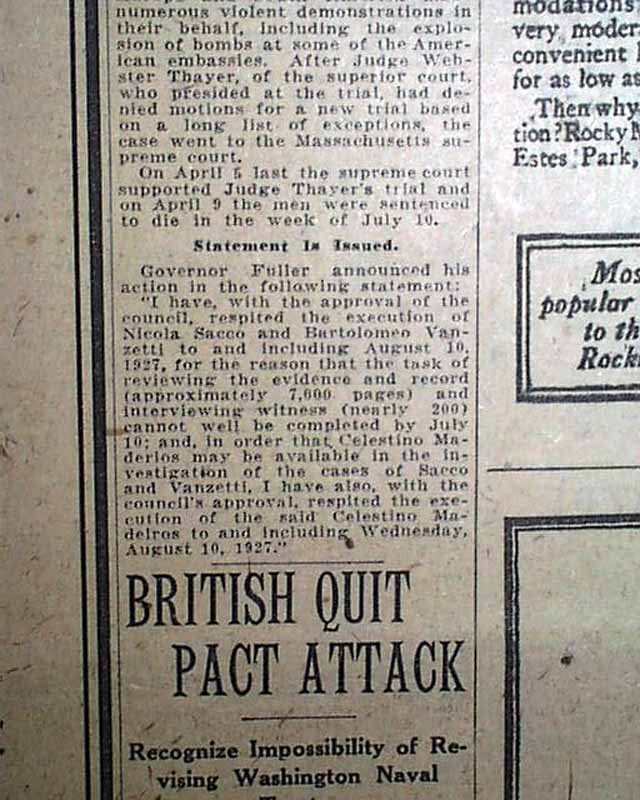 numerous violent demonstrations in
their behalf, including the explo-
sion of bombs at some of the Amer-
ican embassies. After Judge Web-
ster Thayer, of the superior court,
who presided at the trial, had de-
nied motions for a new trial based
on a long list of exceptions, the
case went to the Massachusetts su-
preme court.
On April 5 last the supreme court
supported Judge Thayer's trial and
on April 9 the men were sentenced
to die in the week of July 10.
Statement Is Issued.
Governor Fuller announced his
action in the following statement:
"I have, with the approval of the
council, respited the execution of
Nicola Sacco and Bartolomeo Van-
zetti to and including August 10,
1927, for the reason that the task of
reviewing the evidence and record
(approximately 7,000 pages) and
interviewing witness (nearly 200)
cannot well be completed by July
10; and, in order that Celestino Ma-
derios may be available in the in-
vestigation of the cases of Sacco
and Vanzetti, I have also, with the
council's approval, respited the exe-
cution of the said Celestino Ma-
deiros to and including Wednesday,
August 10, 1927."
BRITISH QUIT
PACT ATTACK
Recognize Impossibility of Re-
vising Washington Naval
modations
very modera
convenient
for as low as
Then why
tion? Rocky
Estes Park,
Mos
popular
to th
Rock